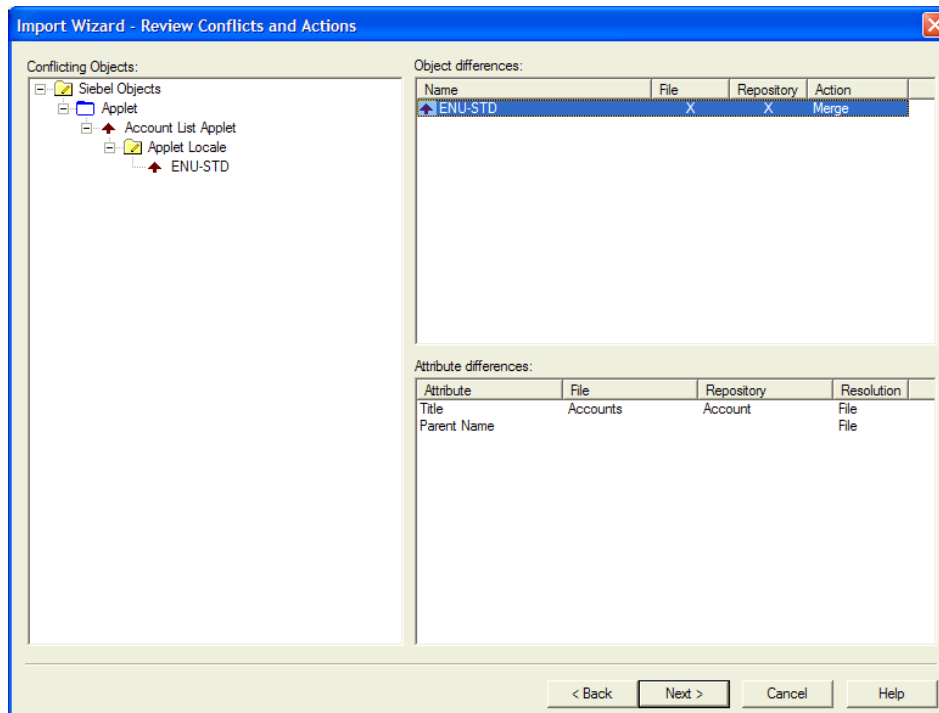 Import Wizard - Review Conflicts and Actions
Conflicting Objects:
Siebel Objects
Applet
Account List Applet
Applet Locale
ENU-STD
Object differences:
Name File Repository Action
ENU-STD X X Merge
Attribute differences:
Attribute File Repository Resolution
Title Accounts Account File
Parent Name File
< Back Next > Cancel Help